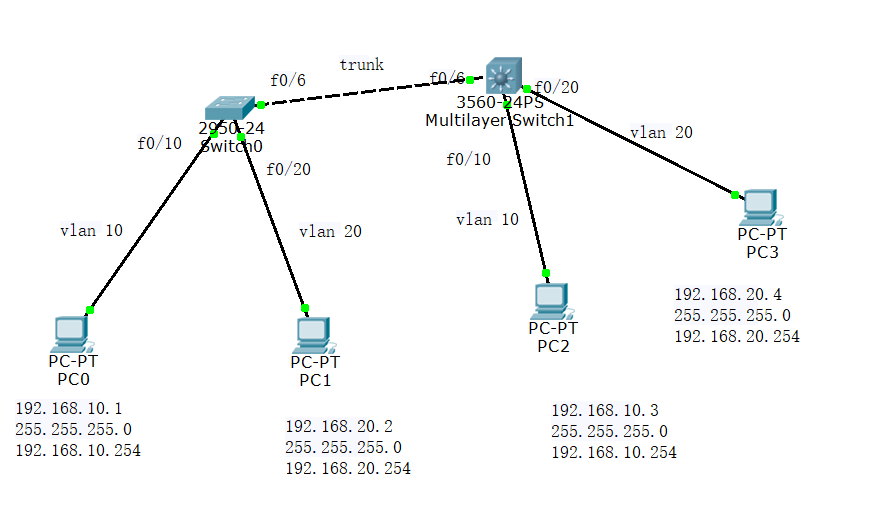 trunk
f0/6
f0/6
f0/20
3560-24PS
Multilayer Switch1
2950-24
Switch0
f0/10
f0/20
f0/10
vlan 20
vlan 10
vlan 20
vlan 10
PC-PT
PC3
192.168.20.4
255.255.255.0
192.168.20.254
PC-PT
PC2
PC-PT
PC0
PC-PT
PC1
192.168.10.1
255.255.255.0
192.168.10.254
192.168.20.2
255.255.255.0
192.168.20.254
192.168.10.3
255.255.255.0
192.168.10.254